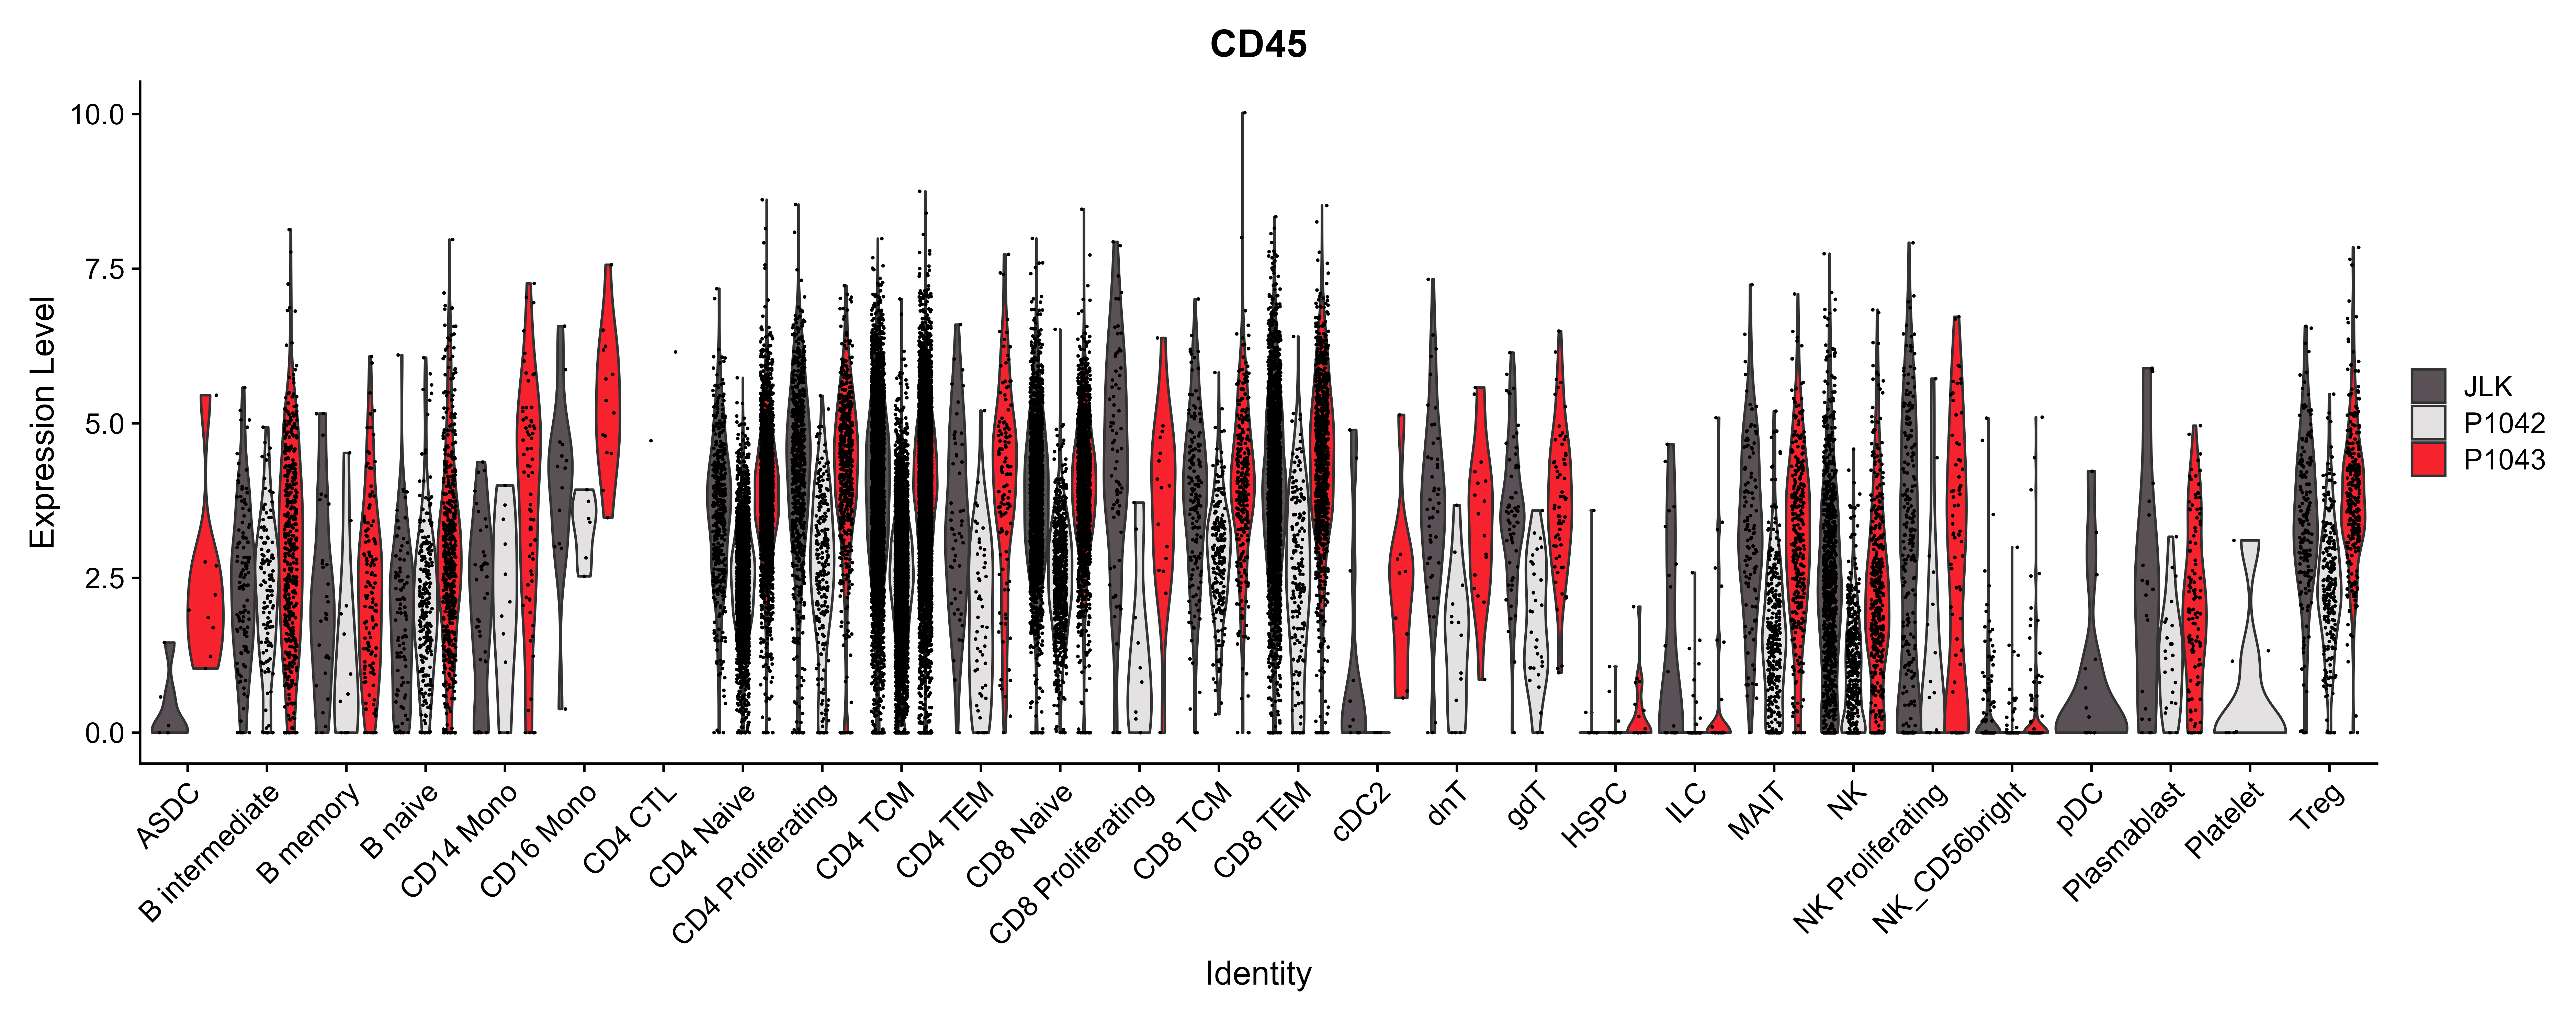 CD45
Expression Level
10.0
7.5
5.0
2.5
0.0
ASDC
B intermediate
B memory
B naive
CD14 Mono
CD16 Mono
CD4 CTL
CD4 Naive
CD4 Proliferating
CD4 TCM
CD4 TEM
CD8 Naive
CD8 Proliferating
CD8 TCM
CD8 TEM
cDC2
dnT
gdT
HSPC
ILC
MAIT
NK
NK Proliferating
NK_CD56bright
pDC
Plasmablast
Platelet
Treg
Identity
JLK
P1042
P1043